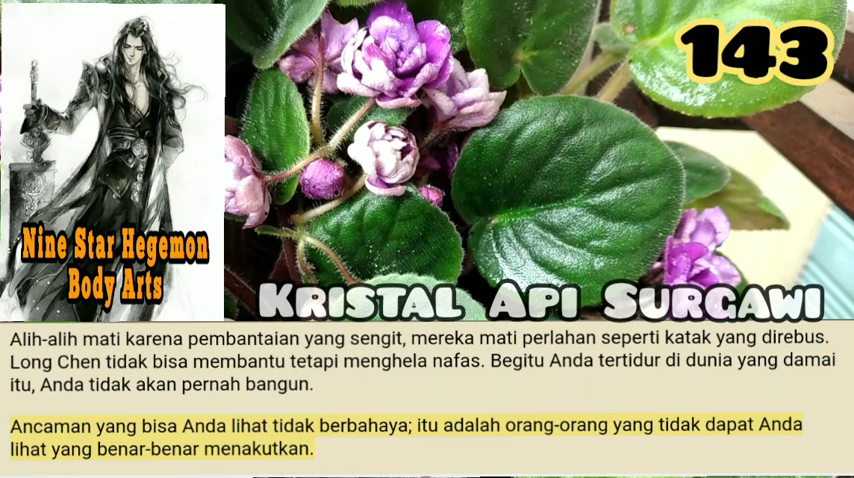 143
Nine Star Hegemon
Body Arts
Kristal Api Surgawi
Alih-alih mati karena pembantaian yang sengit, mereka mati perlahan seperti katak yang direbus.
Long Chen tidak bisa membantu tetapi menghela nafas. Begitu Anda tertidur di dunia yang damai
itu, Anda tidak akan pernah bangun.
Ancaman yang bisa Anda lihat tidak berbahaya; itu adalah orang-orang yang tidak dapat Anda
lihat yang benar-benar menakutkan.